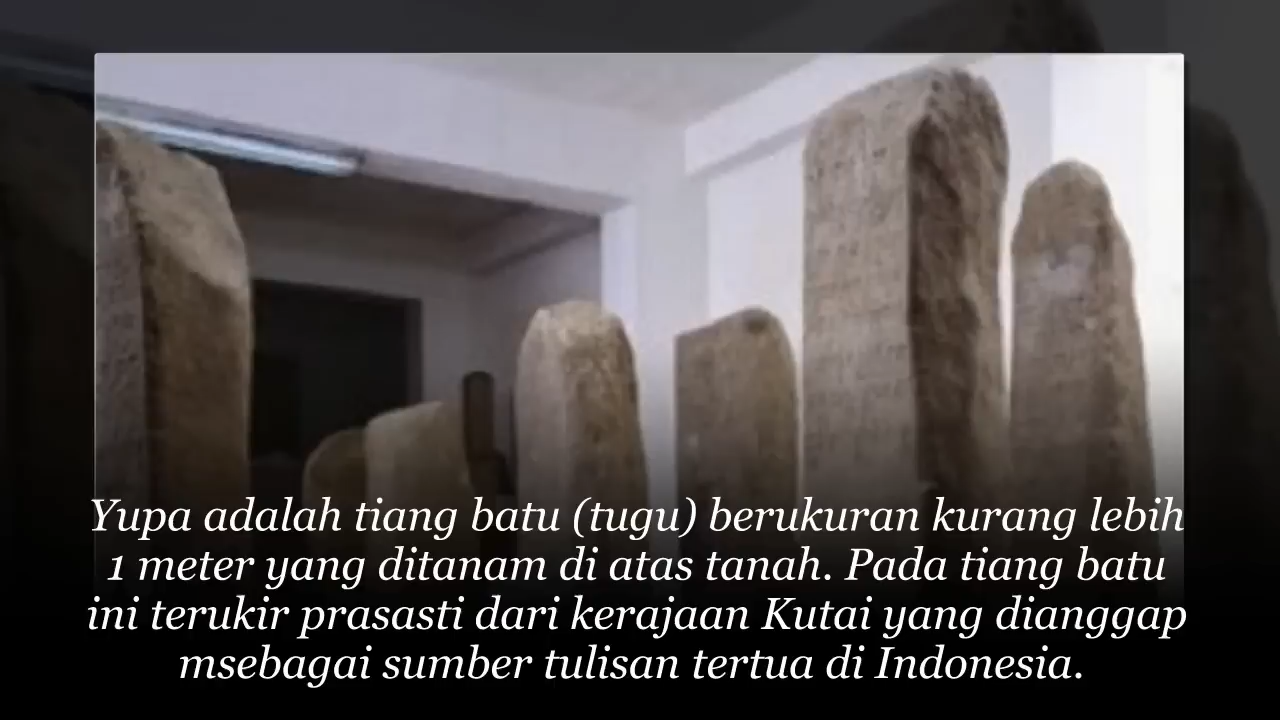 Yupa adalah tiang batu (tugu) berukuran kurang lebih
1 meter yang ditanam di atas tanah. Pada tiang batu
ini terukir prasasti dari kerajaan Kutai yang dianggap
msebagai sumber tulisan tertua di Indonesia.